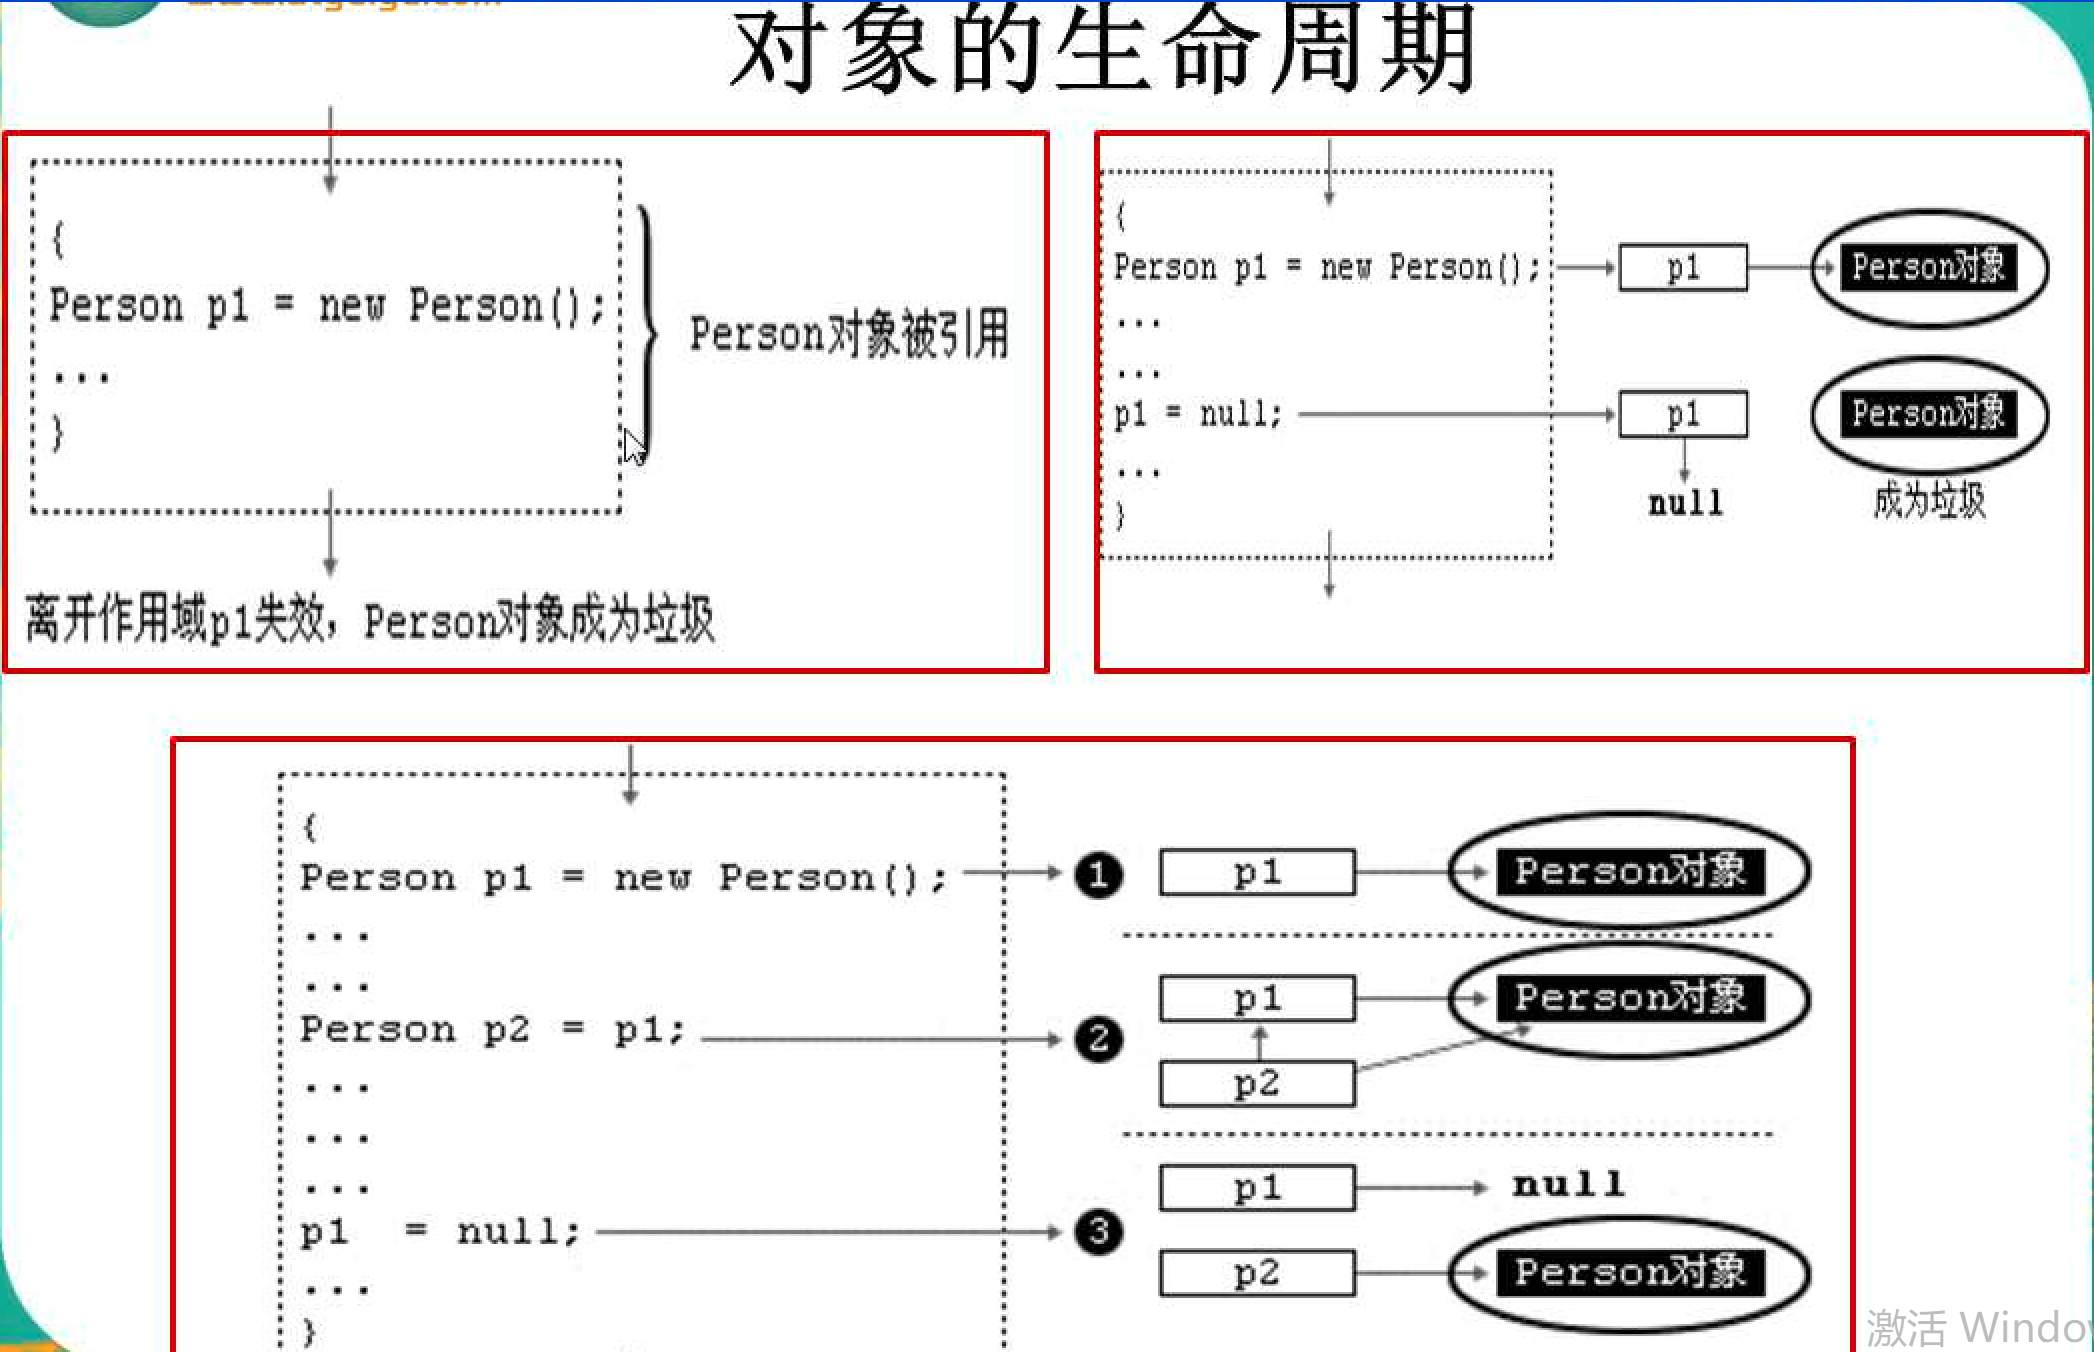 对象的生命周期
{
Person p1 = new Person();
...
}
Person对象被引用
离开作用域p1失效，Person对象成为垃圾
{
Person p1 = new Person();
...
...
p1 = null;
...
}
p1
Person对象
p1
Person对象
null
成为垃圾
{
Person p1 = new Person();
...
...
Person p2 = p1;
...
...
...
p1 = null;
...
}
1
p1
Person对象
2
p1
Person对象
p2
3
p1
null
p2
Person对象
激活 Windo